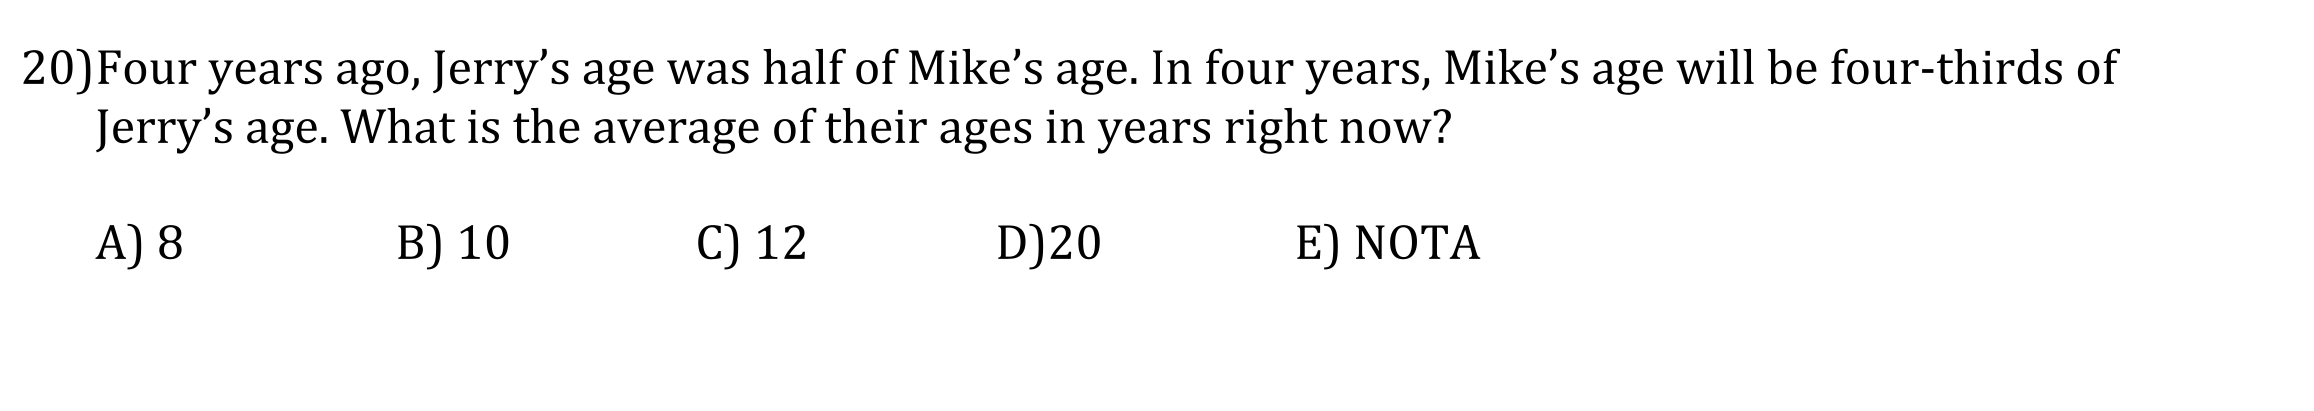 20)Four years ago, Jerry’s age was half of Mike’s age. In four years, Mike’s age will be four-thirds of
Jerry’s age. What is the average of their ages in years right now?
A) 8 B) 10 C) 12 D)20 E) NOTA